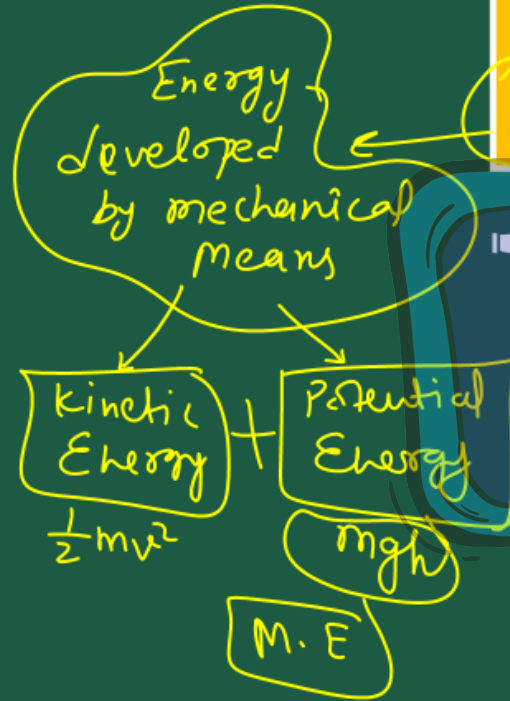 Energy
developed
by mechanical
Means
Kinetic + Potential
Energy Energy
½mv² mgh
M.E